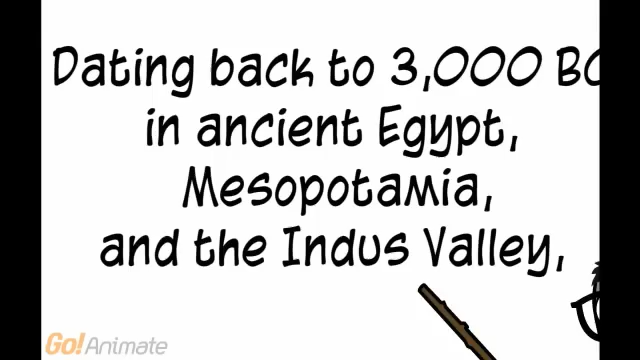 Dating back to 3,000 BC
in ancient Egypt,
Mesopotamia,
and the Indus Valley,
Go!Animate